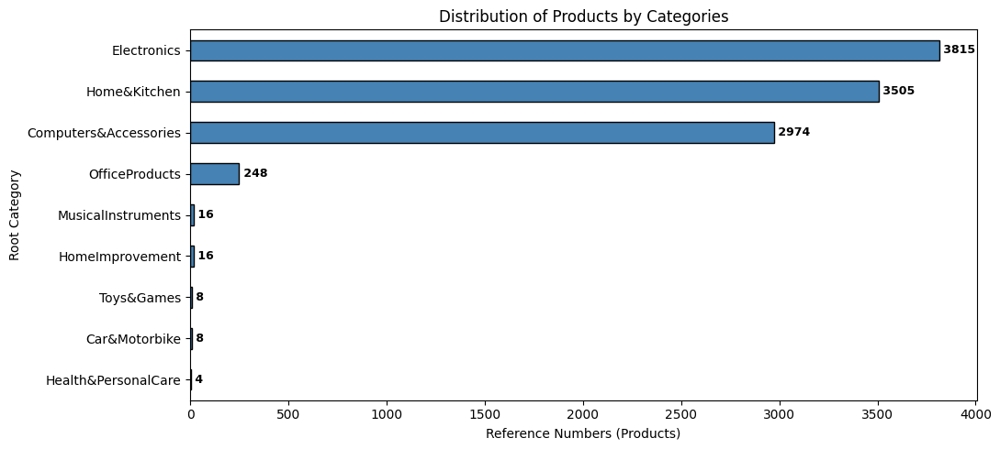 Distribution of Products by Categories
Root Category
Electronics 3815
Home&Kitchen 3505
Computers&Accessories 2974
OfficeProducts 248
MusicalInstruments 16
HomeImprovement 16
Toys&Games 8
Car&Motorbike 8
Health&PersonalCare 4
0 500 1000 1500 2000 2500 3000 3500 4000
Reference Numbers (Products)